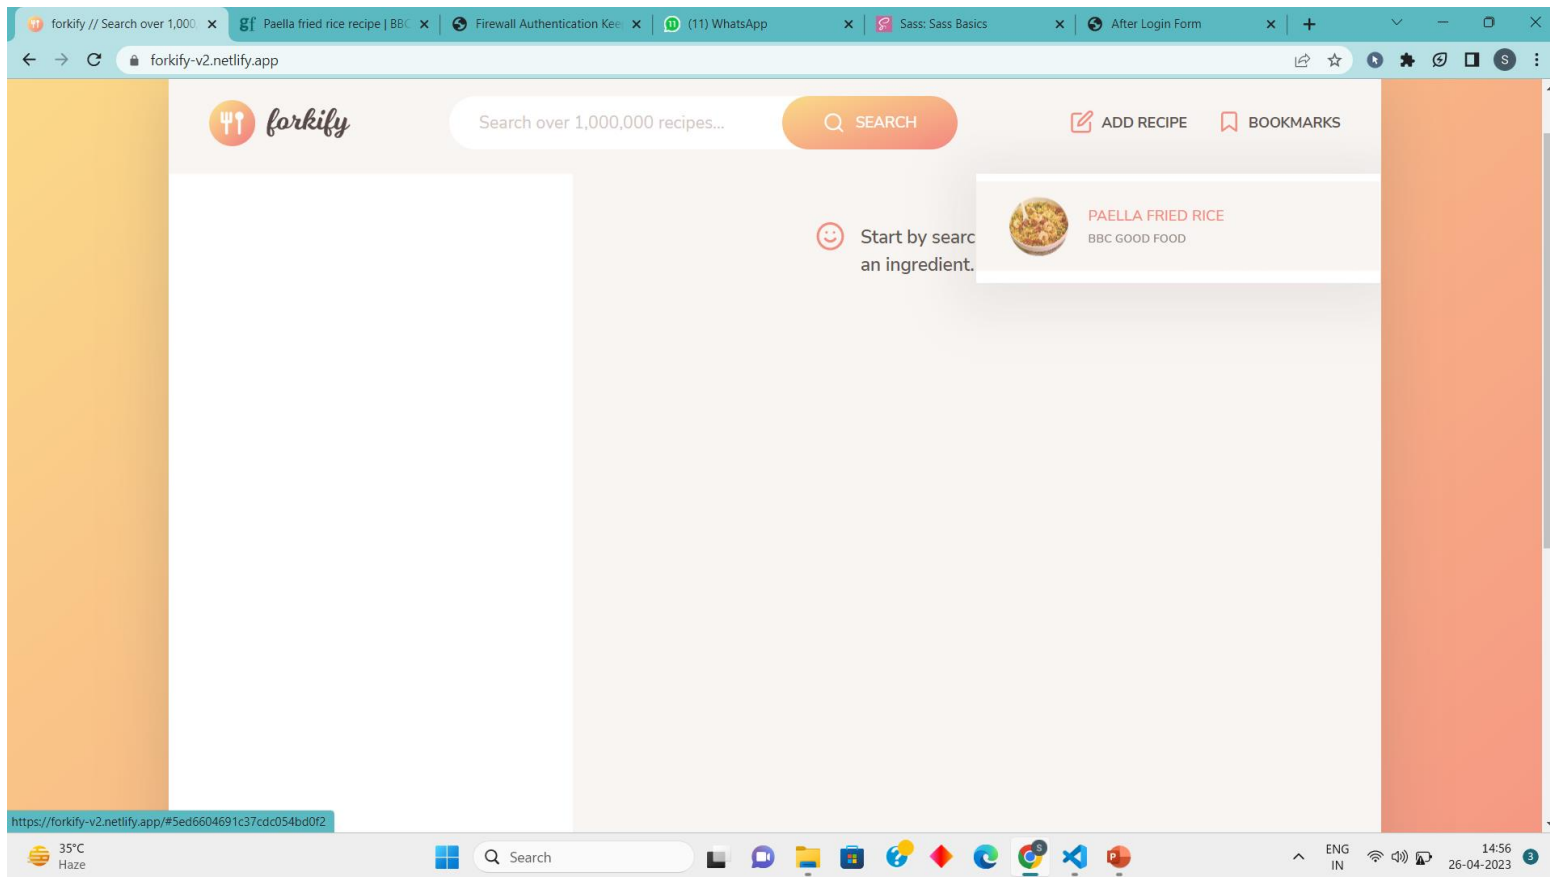 forkify // Search over 1,000
gf Paella fried rice recipe | BBC
Firewall Authentication Kee
11 (11) WhatsApp
Sass: Sass Basics
After Login Form
forkify-v2.netlify.app
S
forkify
Search over 1,000,000 recipes...
SEARCH
ADD RECIPE
BOOKMARKS
PAELLA FRIED RICE
BBC GOOD FOOD
Start by searc
an ingredient.
https://forkify-v2.netlify.app/#5ed6604691c37cdc054bd0f2
35°C
Haze
Search
S
P
ENG
IN
14:56
26-04-2023
3